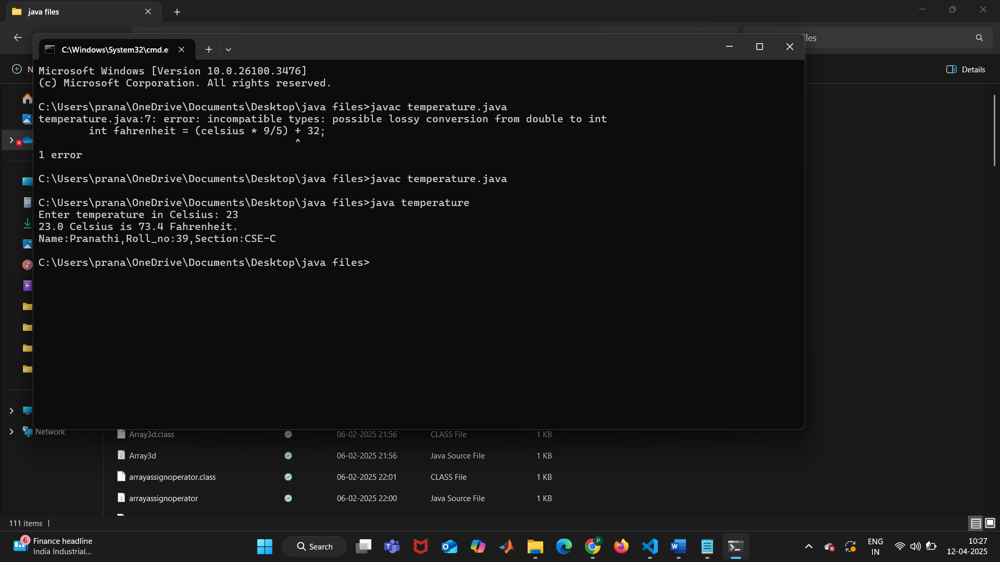 java files
iles
C:\Windows\System32\cmd.e
N
Details
Microsoft Windows [Version 10.0.26100.3476]
(c) Microsoft Corporation. All rights reserved.
C:\Users\prana\OneDrive\Documents\Desktop\java files>javac temperature.java
temperature.java:7: error: incompatible types: possible lossy conversion from double to int
int fahrenheit = (celsius * 9/5) + 32;
^
1 error
C:\Users\prana\OneDrive\Documents\Desktop\java files>javac temperature.java
C:\Users\prana\OneDrive\Documents\Desktop\java files>java temperature
Enter temperature in Celsius: 23
23.0 Celsius is 73.4 Fahrenheit.
Name:Pranathi,Roll_no:39,Section:CSE-C
C:\Users\prana\OneDrive\Documents\Desktop\java files>
Network
Array3d.class 06-02-2025 21:56 CLASS File 1 KB
Array3d 06-02-2025 21:56 Java Source File 1 KB
arrayassignoperator.class 06-02-2025 22:01 CLASS File 1 KB
arrayassignoperator 06-02-2025 22:00 Java Source File 1 KB
111 items
6
Finance headline
India Industrial...
Search
P
ENG
IN
10:27
12-04-2025